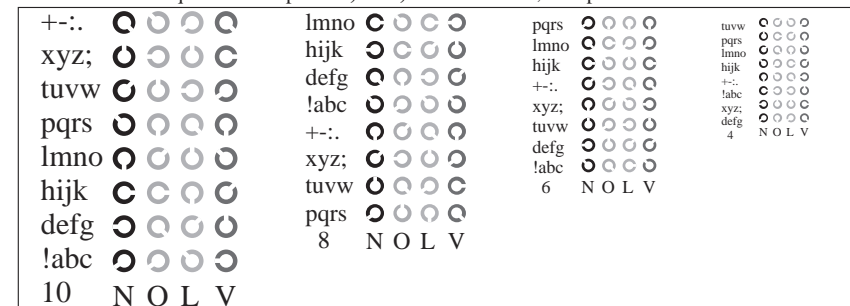 +-:.
xyz;
tuvw
pqrs
lmno
hijk
defg
!abc
10 N O L V
lmno
hijk
defg
!abc
+-:.
xyz;
tuvw
pqrs
8 N O L V
pqrs
lmno
hijk
+-:.
xyz;
tuvw
defg
!abc
6 N O L V
tuvw
pqrs
lmno
hijk
+-:.
!abc
xyz;
defg
4 N O L V